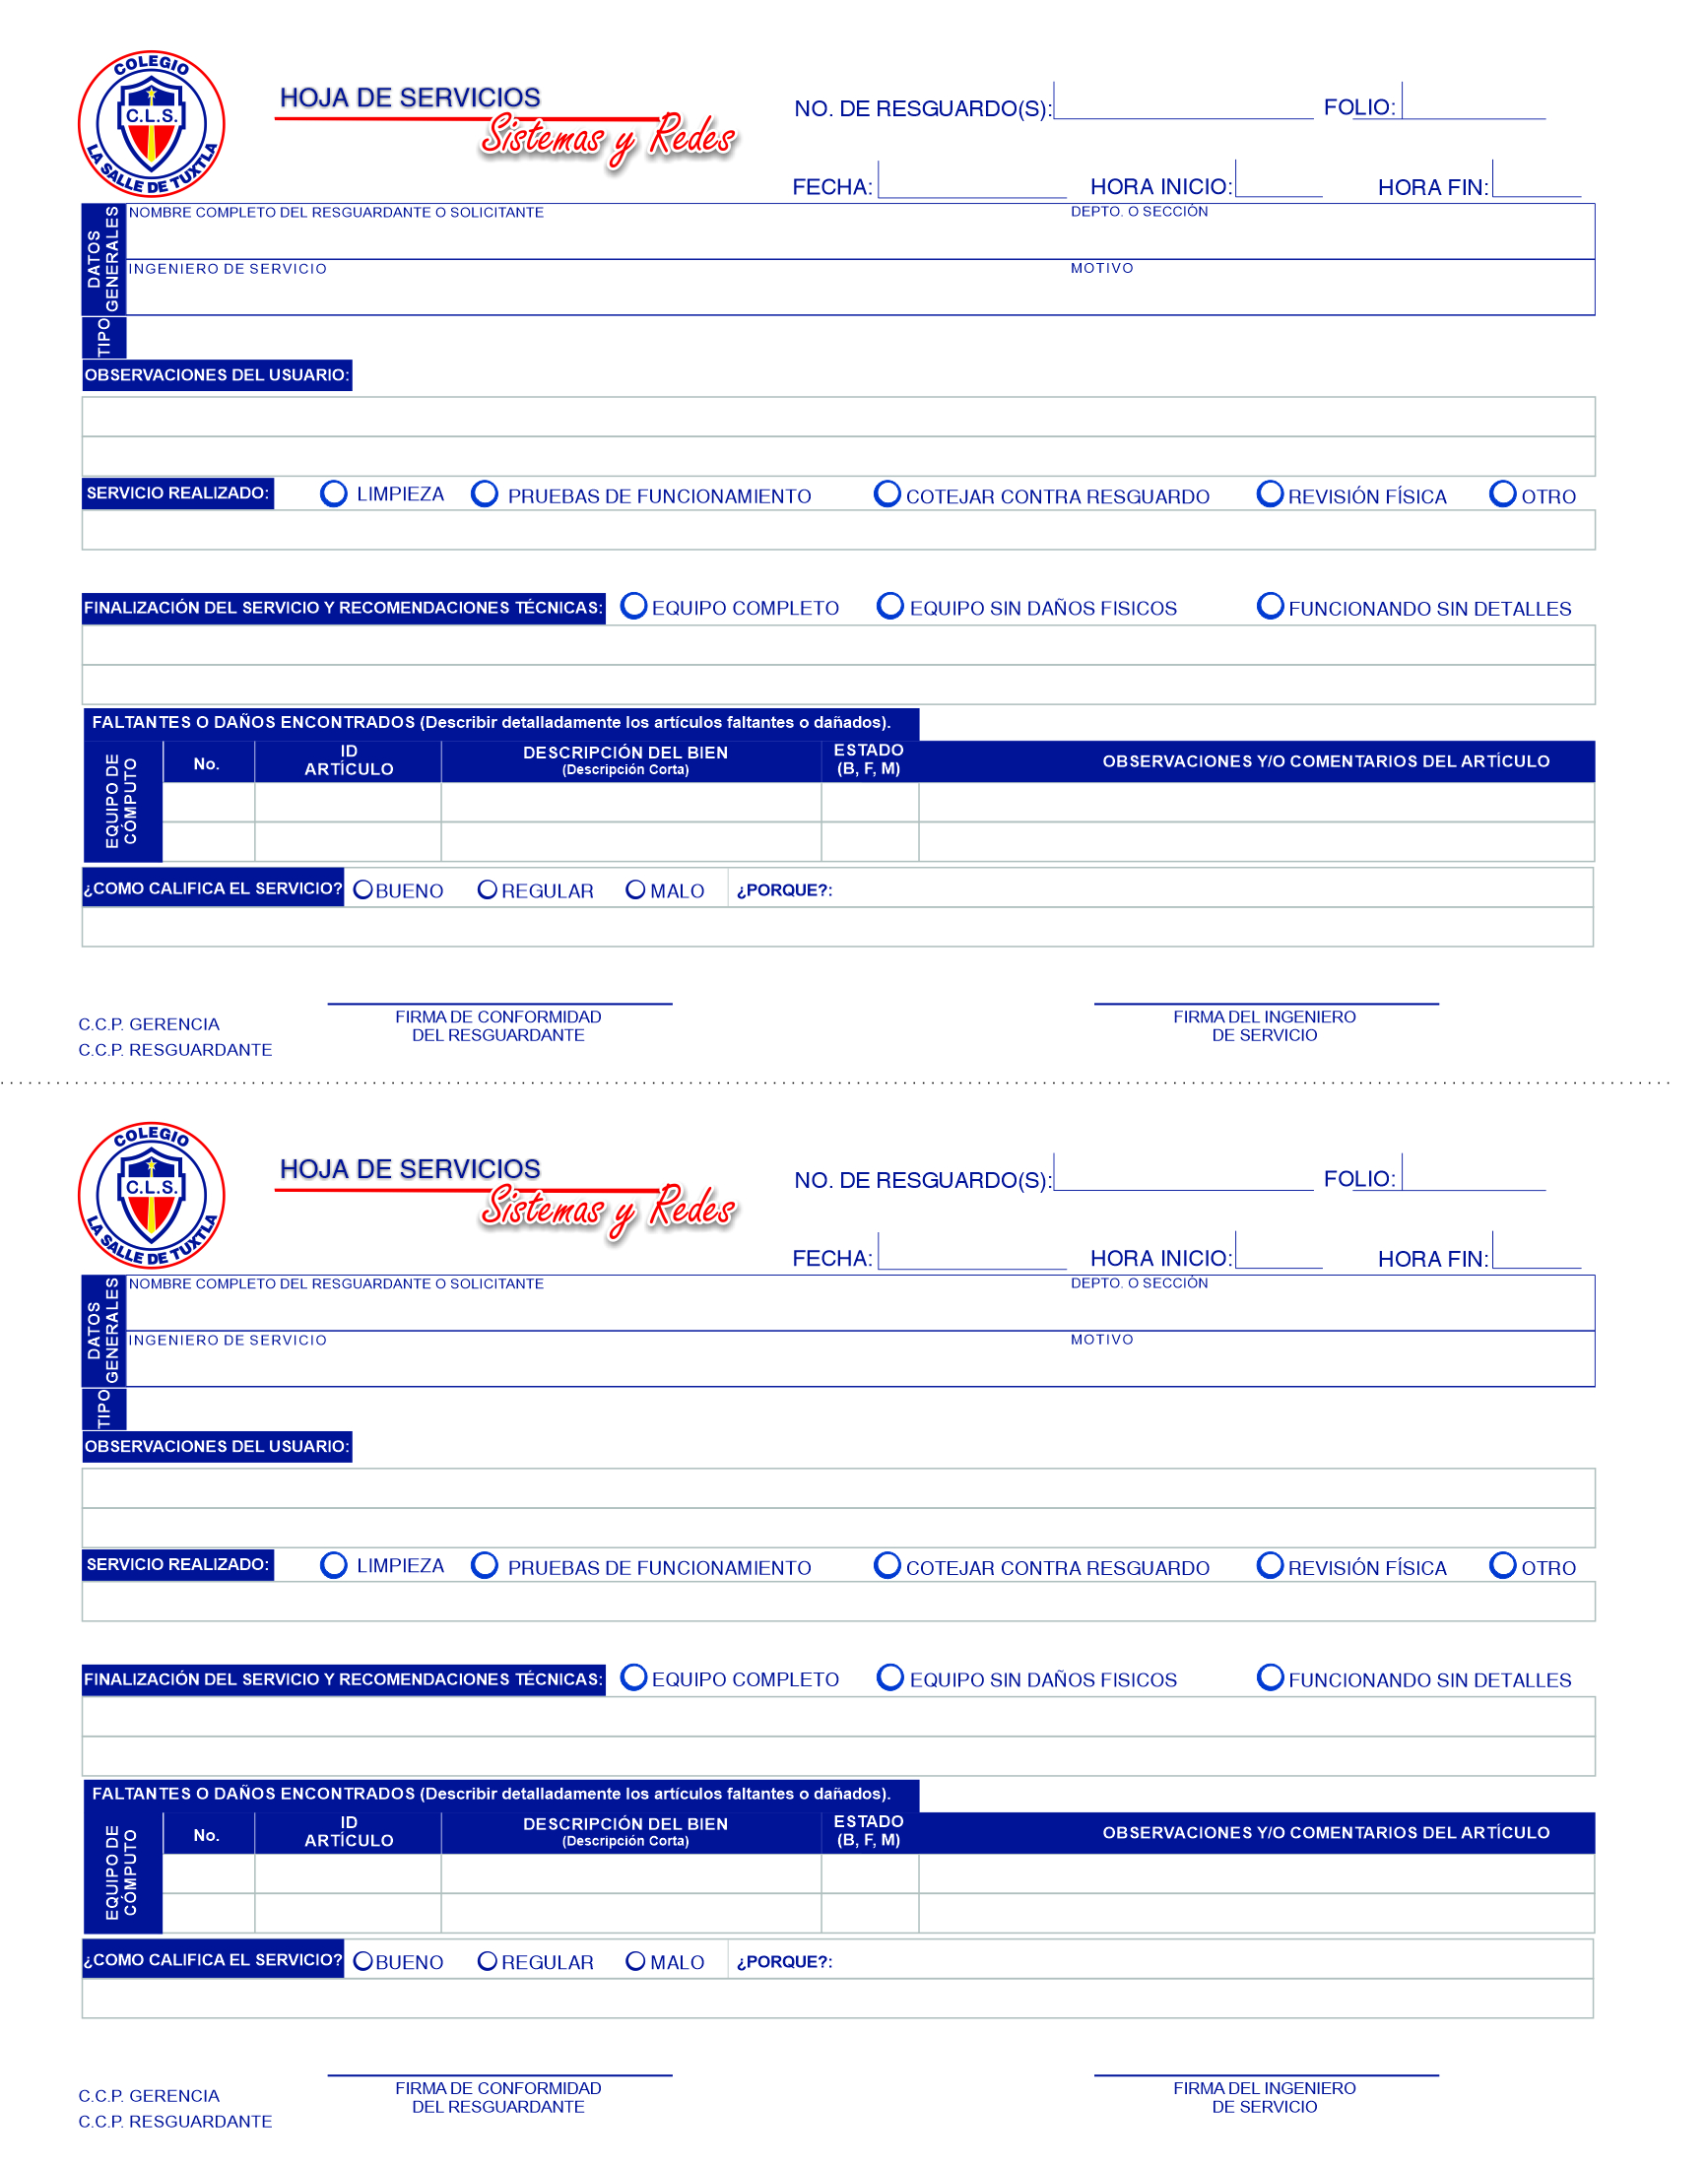 COLEGIO
C.L.S.
LA SALLE DE TUXTLA
HOJA DE SERVICIOS
Sistemas y Redes
NO. DE RESGUARDO(S):
FOLIO:
FECHA:
HORA INICIO:
HORA FIN:
DATOS
GENERALES
NOMBRE COMPLETO DEL RESGUARDANTE O SOLICITANTE
DEPTO. O SECCIÓN
INGENIERO DE SERVICIO
MOTIVO
TIPO
OBSERVACIONES DEL USUARIO:
SERVICIO REALIZADO:
LIMPIEZA
PRUEBAS DE FUNCIONAMIENTO
COTEJAR CONTRA RESGUARDO
REVISIÓN FÍSICA
OTRO
FINALIZACIÓN DEL SERVICIO Y RECOMENDACIONES TÉCNICAS:
EQUIPO COMPLETO
EQUIPO SIN DAÑOS FISICOS
FUNCIONANDO SIN DETALLES
FALTANTES O DAÑOS ENCONTRADOS (Describir detalladamente los artículos faltantes o dañados).
EQUIPO DE
CÓMPUTO
No.
ID
ARTÍCULO
DESCRIPCIÓN DEL BIEN
(Descripción Corta)
ESTADO
(B, F, M)
OBSERVACIONES Y/O COMENTARIOS DEL ARTÍCULO
¿COMO CALIFICA EL SERVICIO?
BUENO
REGULAR
MALO
¿PORQUE?:
C.C.P. GERENCIA
C.C.P. RESGUARDANTE
FIRMA DE CONFORMIDAD
DEL RESGUARDANTE
FIRMA DEL INGENIERO
DE SERVICIO
COLEGIO
C.L.S.
LA SALLE DE TUXTLA
HOJA DE SERVICIOS
Sistemas y Redes
NO. DE RESGUARDO(S):
FOLIO:
FECHA:
HORA INICIO:
HORA FIN:
DATOS
GENERALES
NOMBRE COMPLETO DEL RESGUARDANTE O SOLICITANTE
DEPTO. O SECCIÓN
INGENIERO DE SERVICIO
MOTIVO
TIPO
OBSERVACIONES DEL USUARIO:
SERVICIO REALIZADO:
LIMPIEZA
PRUEBAS DE FUNCIONAMIENTO
COTEJAR CONTRA RESGUARDO
REVISIÓN FÍSICA
OTRO
FINALIZACIÓN DEL SERVICIO Y RECOMENDACIONES TÉCNICAS:
EQUIPO COMPLETO
EQUIPO SIN DAÑOS FISICOS
FUNCIONANDO SIN DETALLES
FALTANTES O DAÑOS ENCONTRADOS (Describir detalladamente los artículos faltantes o dañados).
EQUIPO DE
CÓMPUTO
No.
ID
ARTÍCULO
DESCRIPCIÓN DEL BIEN
(Descripción Corta)
ESTADO
(B, F, M)
OBSERVACIONES Y/O COMENTARIOS DEL ARTÍCULO
¿COMO CALIFICA EL SERVICIO?
BUENO
REGULAR
MALO
¿PORQUE?:
C.C.P. GERENCIA
C.C.P. RESGUARDANTE
FIRMA DE CONFORMIDAD
DEL RESGUARDANTE
FIRMA DEL INGENIERO
DE SERVICIO